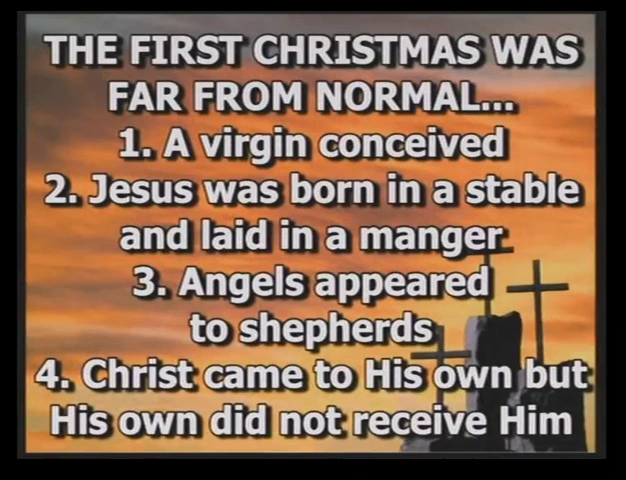 THE FIRST CHRISTMAS WAS
FAR FROM NORMAL...
1. A virgin conceived
2. Jesus was born in a stable
and laid in a manger
3. Angels appeared
to shepherds
4. Christ came to His own but
His own did not receive Him